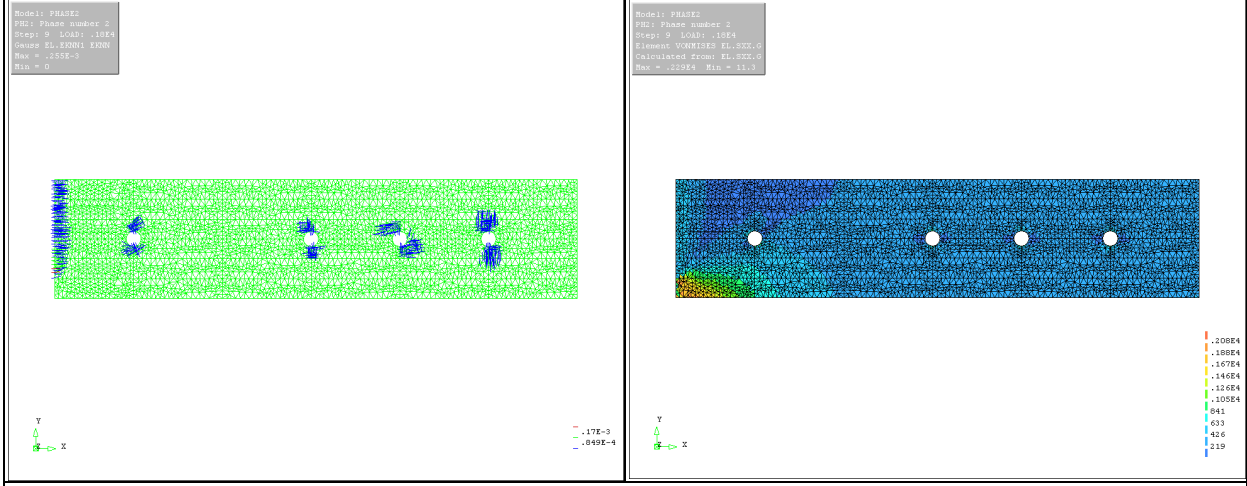 Model: PHASE2
PH2: Phase number 2
Step: 9 LOAD: .18E4
Gauss EL.EKNN1 EKNN
Max = .255E-3
Min = 0
Y
Z X
.17E-3
.849E-4
Model: PHASE2
PH2: Phase number 2
Step: 9 LOAD: .18E4
Element VONMISES EL.SXX.G
Calculated from: EL.SXX.G
Max = .229E4 Min = 11.3
.208E4
.188E4
.167E4
.146E4
.126E4
.105E4
841
633
426
219
Y
Z X